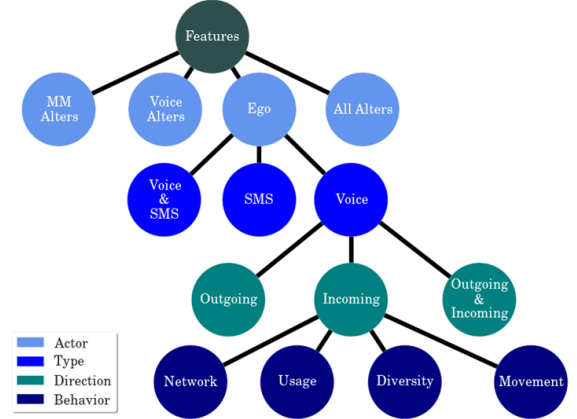 Features
MM
Alters
Voice
Alters
Ego
All Alters
Voice
&
SMS
SMS
Voice
Outgoing
Incoming
Outgoing
&
Incoming
Network
Usage
Diversity
Movement
Actor
Type
Direction
Behavior